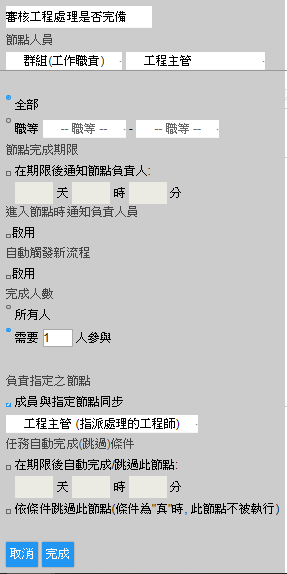 審核工程處理是否完備
節點人員
群組(工作職責) 工程主管
全部
職等 -- 職等 -- - -- 職等 --
節點完成期限
在期限後通知節點負責人:
天 時 分
進入節點時通知負責人員
啟用
自動觸發新流程
啟用
完成人數
所有人
需要 1 人參與
負責指定之節點
成員與指定節點同步
工程主管 (指派處理的工程師)
任務自動完成(跳過)條件
在期限後自動完成/跳過此節點:
天 時 分
依條件跳過此節點(條件為"真"時, 此節點不被執行)
取消 完成